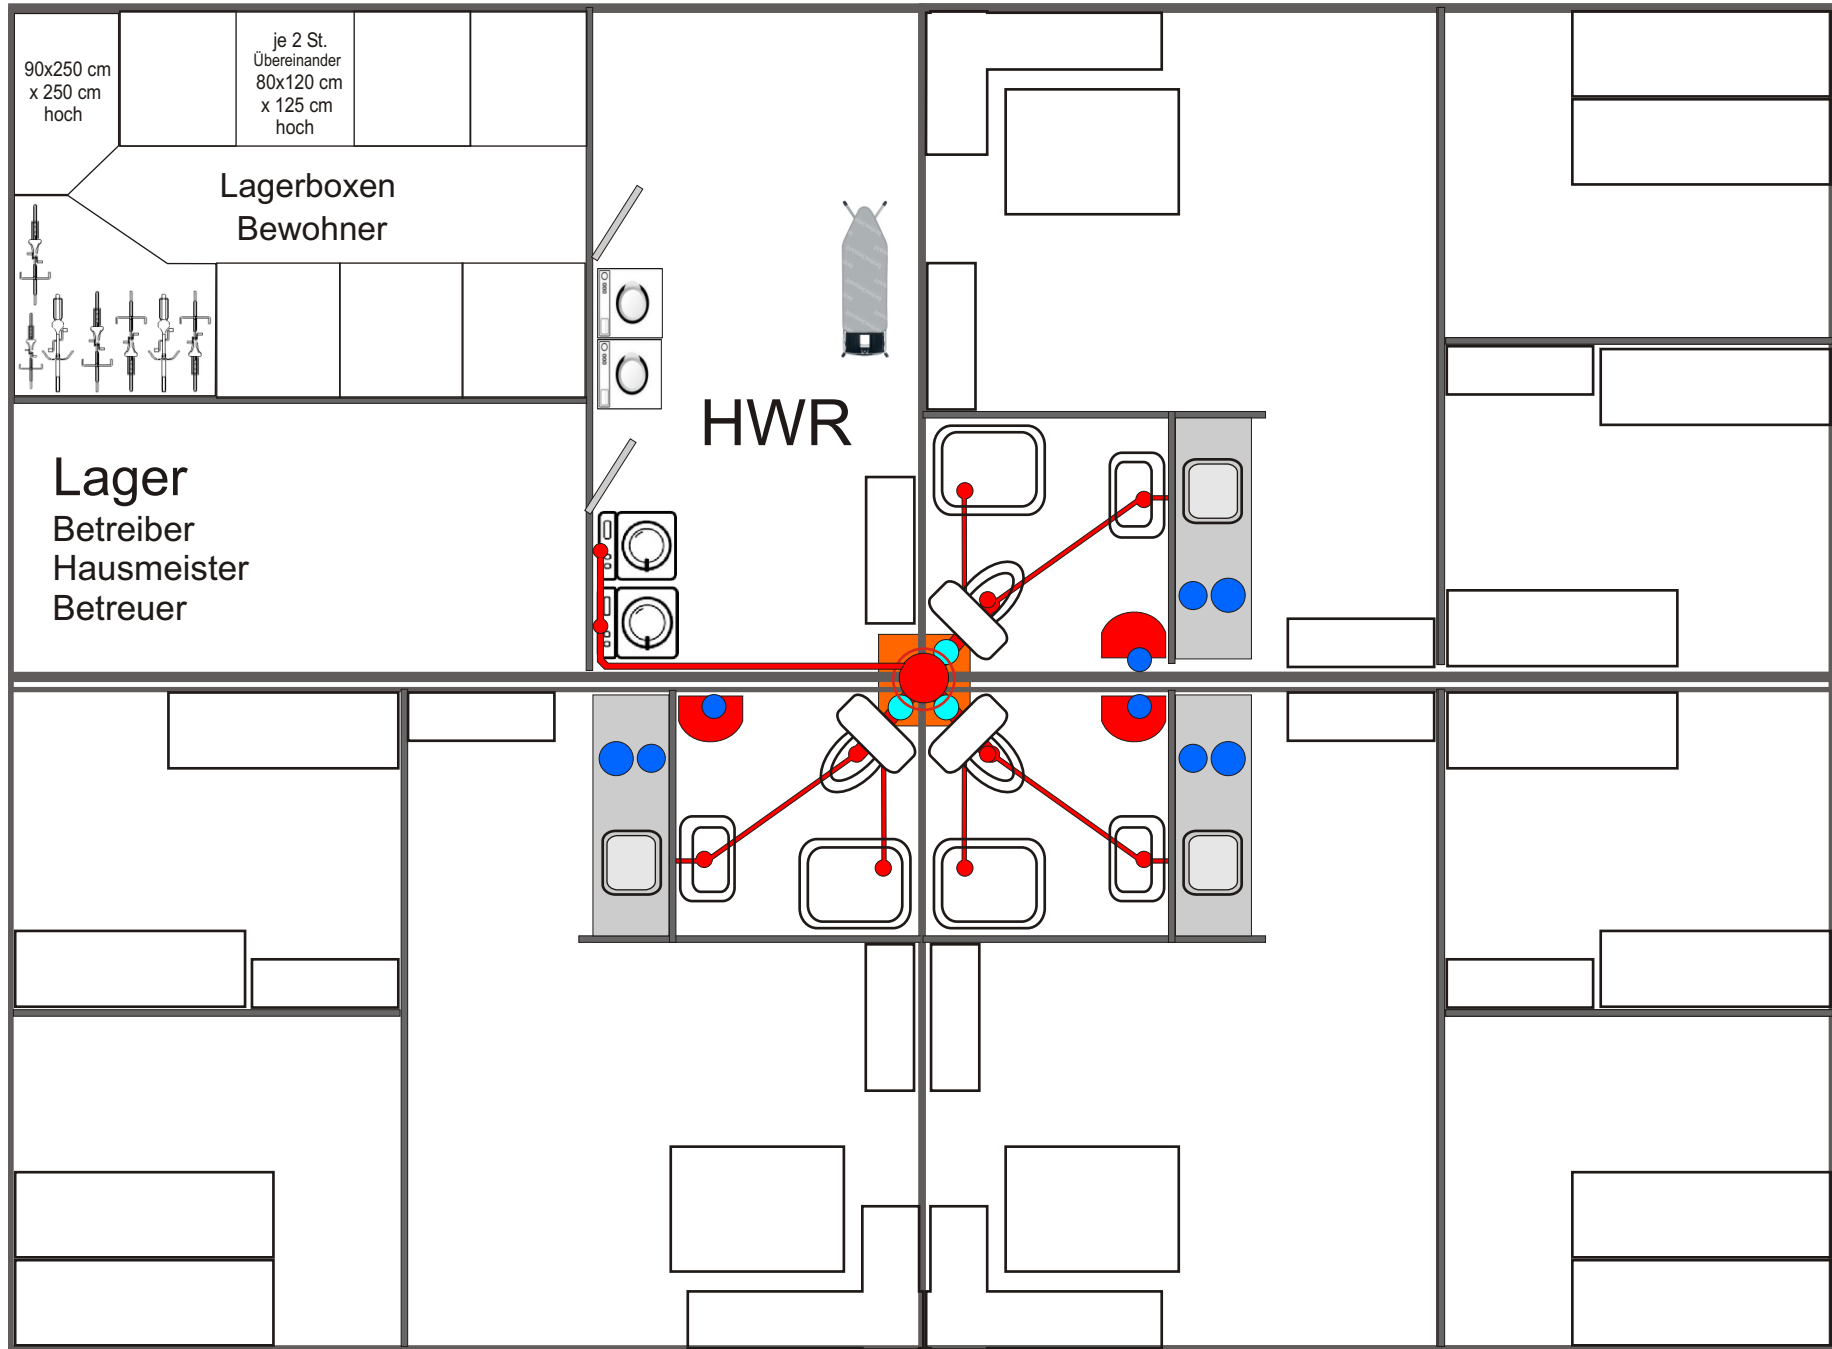 90x250 cm
x 250 cm
hoch
je 2 St.
Übereinander
80x120 cm
x 125 cm
hoch
Lagerboxen
Bewohner
HWR
Lager
Betreiber
Hausmeister
Betreuer